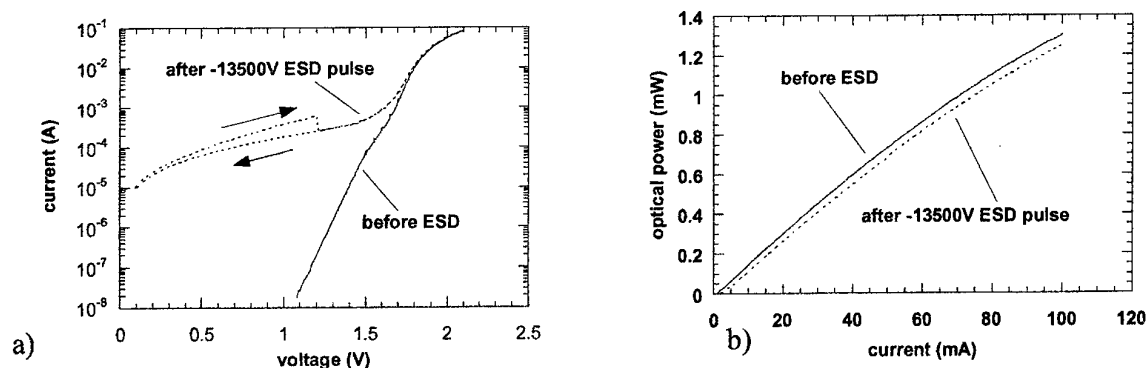 10⁻¹
10⁻²
10⁻³
10⁻⁴
10⁻⁵
10⁻⁶
10⁻⁷
10⁻⁸
current (A)
after -13500V ESD pulse
before ESD
0
0.5
1
1.5
2
2.5
voltage (V)
a)
1.4
1.2
1
0.8
0.6
0.4
0.2
0
optical power (mW)
before ESD
after -13500V ESD pulse
0
20
40
60
80
100
120
current (mA)
b)